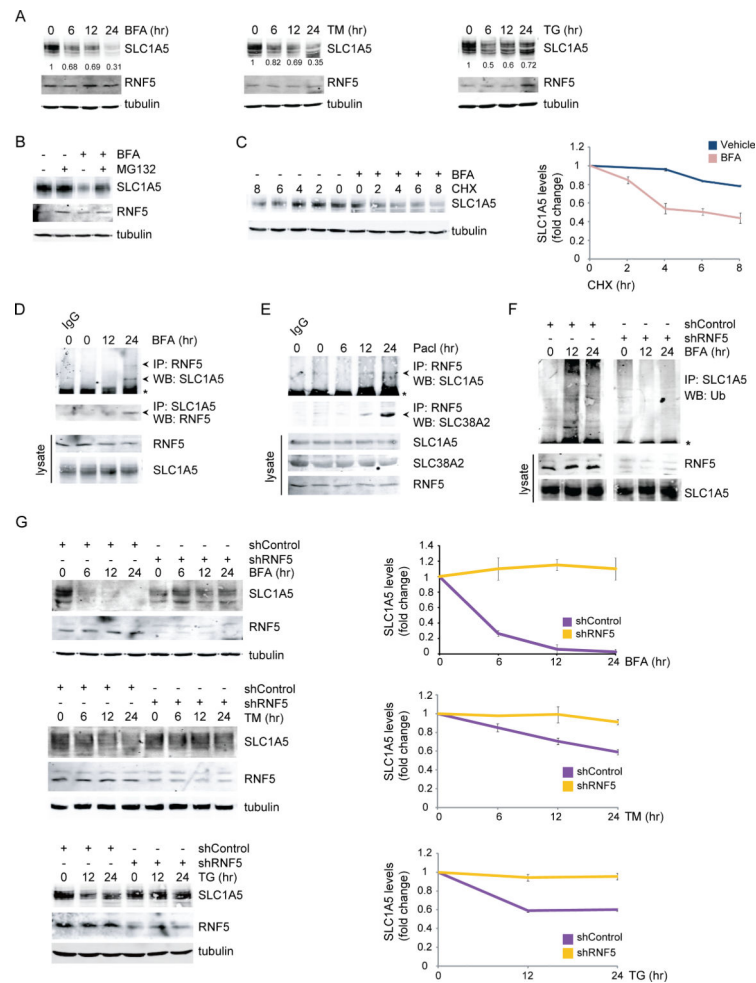 A
0 6 12 24 BFA (hr)
SLC1A5
1 0.68 0.69 0.31
RNF5
tubulin
0 6 12 24 TM (hr)
SLC1A5
1 0.82 0.69 0.35
RNF5
tubulin
0 6 12 24 TG (hr)
SLC1A5
1 0.5 0.6 0.72
RNF5
tubulin
B
- - + + BFA
- + - + MG132
SLC1A5
RNF5
tubulin
C
- - - - - + + + + + BFA
8 6 4 2 0 0 2 4 6 8 CHX
SLC1A5
tubulin
Vehicle
BFA
SLC1A5 levels
(fold change)
1.2
1
0.8
0.6
0.4
0.2
0
0 2 4 6 8
CHX (hr)
D
IgG
0 0 12 24 BFA (hr)
IP: RNF5
WB: SLC1A5
*
IP: SLC1A5
WB: RNF5
lysate
RNF5
SLC1A5
E
IgG
0 0 6 12 24 Pacl (hr)
IP: RNF5
WB: SLC1A5
*
IP: RNF5
WB: SLC38A2
lysate
SLC1A5
SLC38A2
RNF5
F
+ + + - - - shControl
- - - + + + shRNF5
0 12 24 0 12 24 BFA (hr)
IP: SLC1A5
WB: Ub
*
lysate
RNF5
SLC1A5
G
+ + + + - - - - shControl
- - - - + + + + shRNF5
0 6 12 24 0 6 12 24 BFA (hr)
SLC1A5
RNF5
tubulin
SLC1A5 levels
(fold change)
1.4
1.2
1
0.8
0.6
0.4
0.2
0
shControl
shRNF5
0 6 12 24 BFA (hr)
+ + + + - - - - shControl
- - - - + + + + shRNF5
0 6 12 24 0 6 12 24 TM (hr)
SLC1A5
RNF5
tubulin
SLC1A5 levels
(fold change)
1.2
1
0.8
0.6
0.4
0.2
0
shControl
shRNF5
0 6 12 24 TM (hr)
+ + + - - - shControl
- - - + + + shRNF5
0 12 24 0 12 24 TG (hr)
SLC1A5
RNF5
tubulin
SLC1A5 levels
(fold change)
1.2
1
0.8
0.6
0.4
0.2
0
shControl
shRNF5
0 12 24
TG (hr)